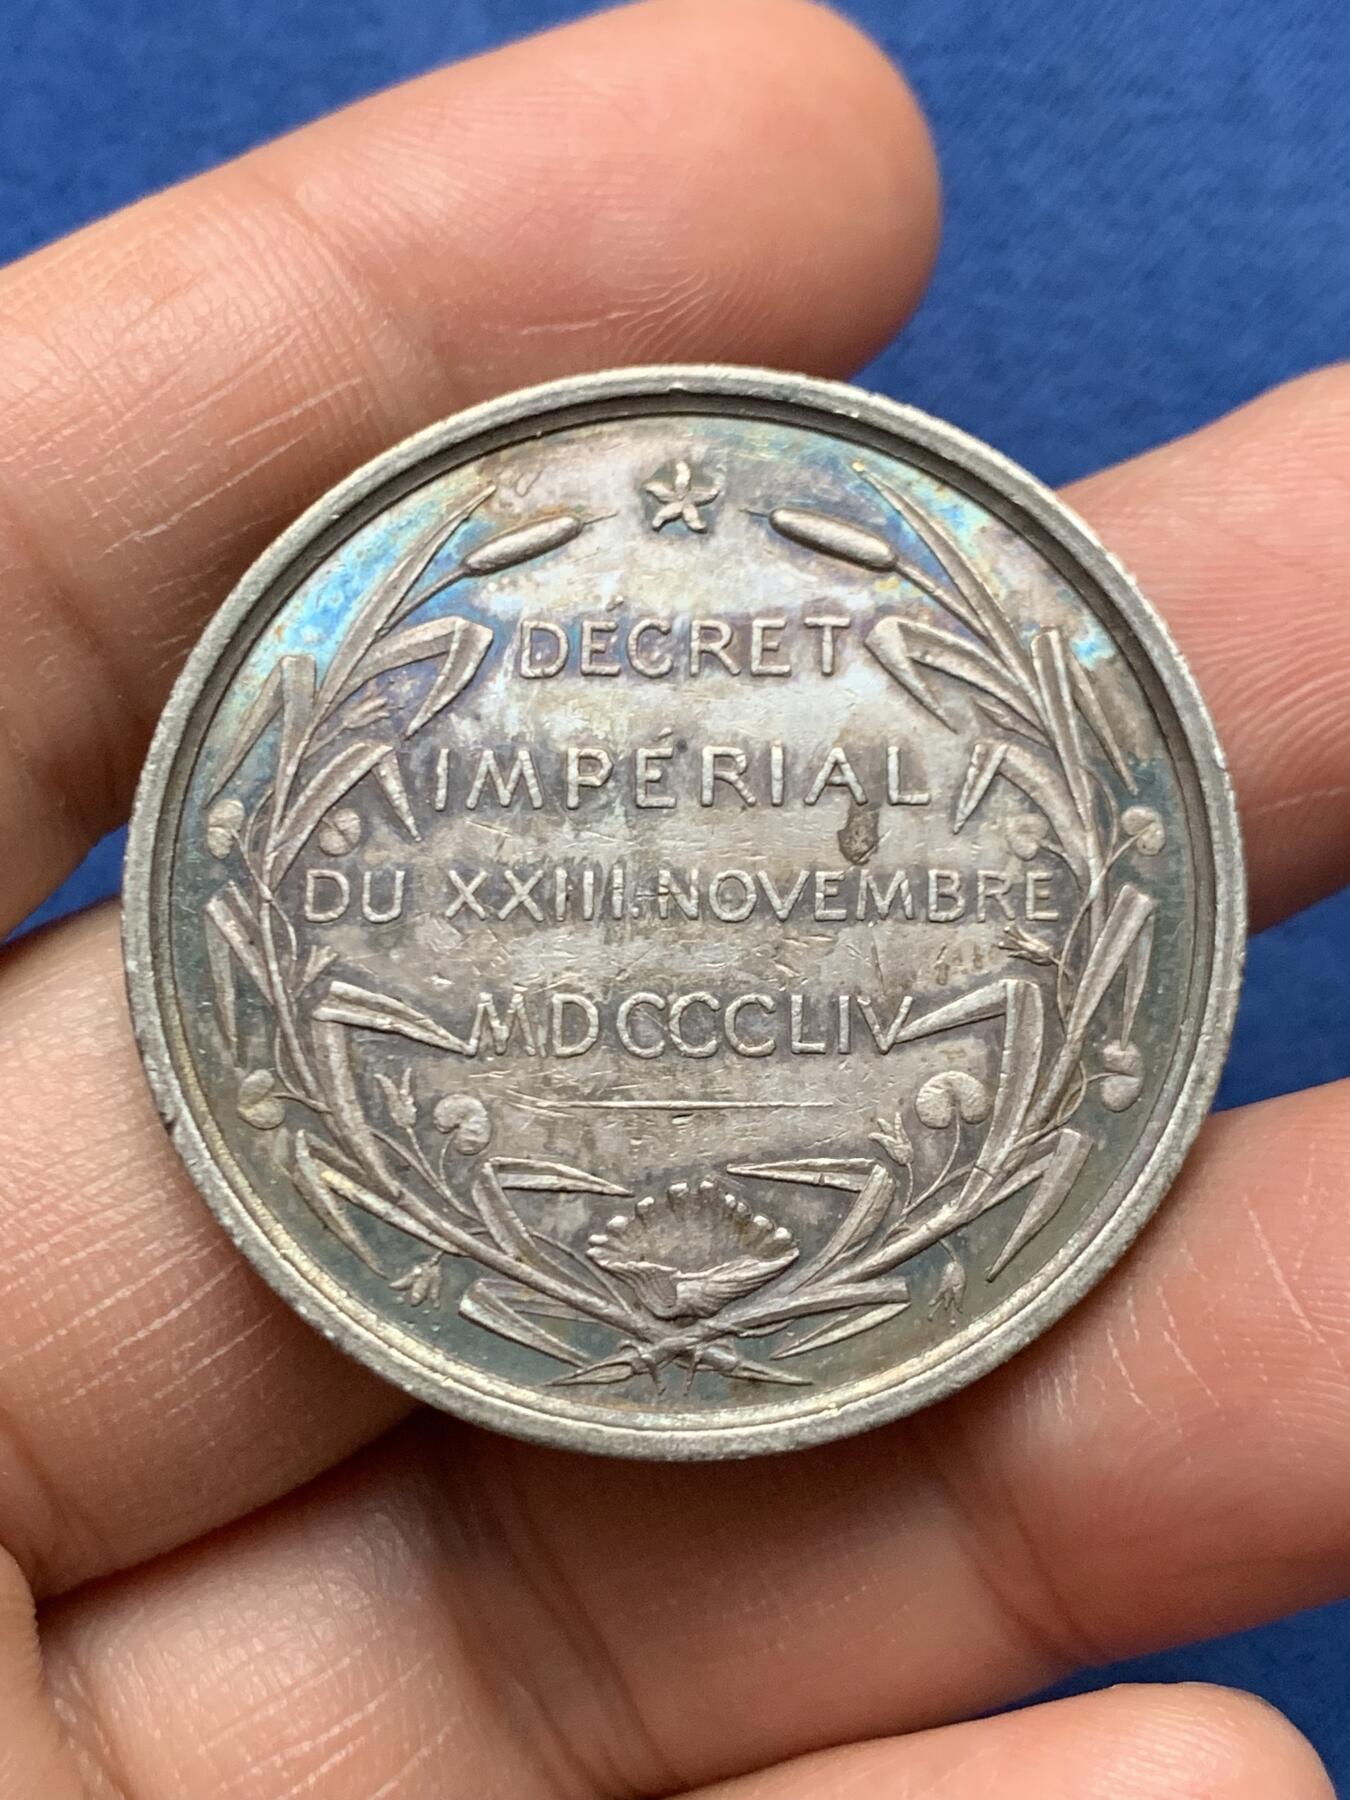 DÉCRET
IMPÉRIAL
DU XXIII. NOVEMBRE
MDCCCLIV